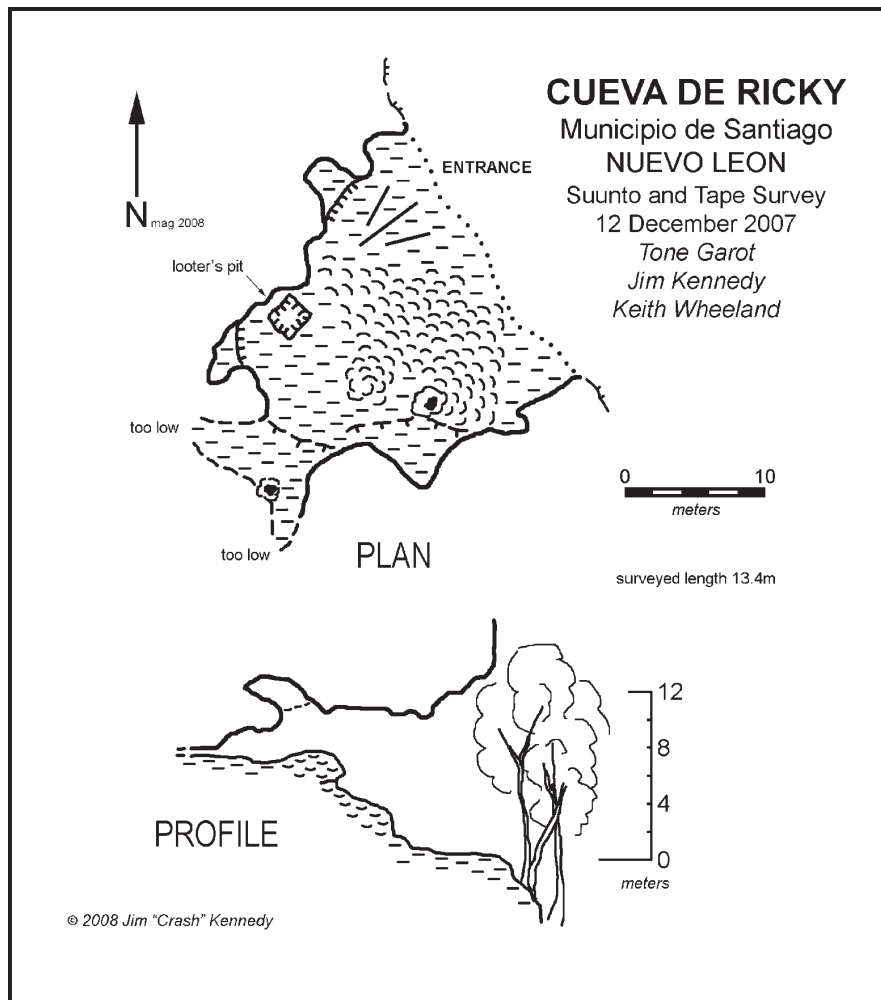 CUEVA DE RICKY
Municipio de Santiago
NUEVO LEON
Suunto and Tape Survey
12 December 2007
Tone Garot
Jim Kennedy
Keith Wheeland
N mag 2008
ENTRANCE
looter's pit
too low
too low
PLAN
0 10
meters
surveyed length 13.4m
PROFILE
12
8
4
0
meters
© 2008 Jim "Crash" Kennedy